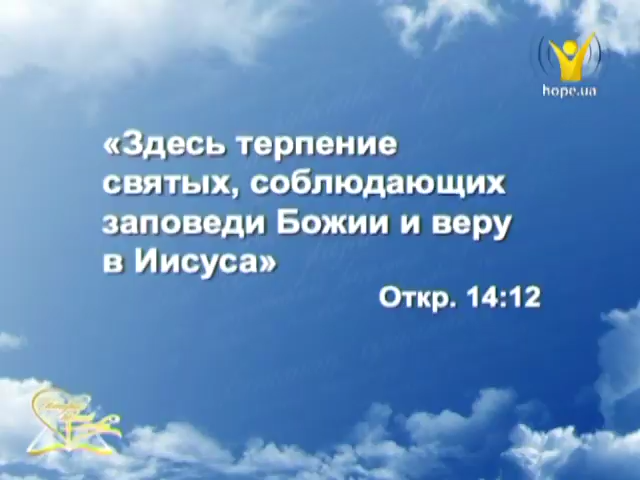 hope.ua
«Здесь терпение
святых, соблюдающих
заповеди Божии и веру
в Иисуса»
Откр. 14:12